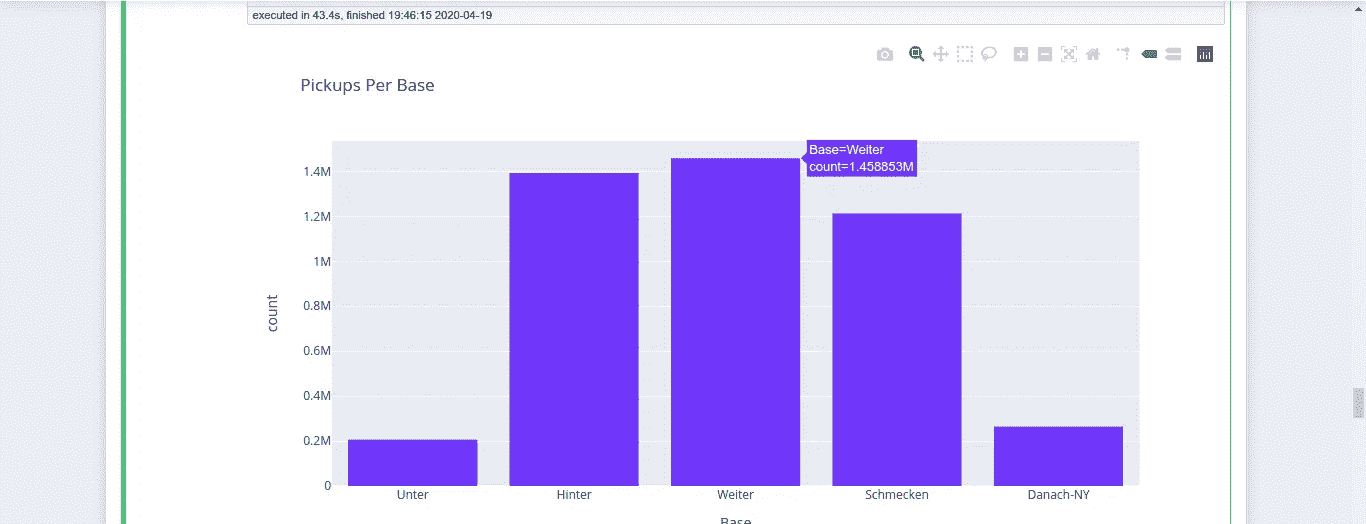 executed in 43.4s, finished 19:46:15 2020-04-19
Pickups Per Base
Base=Weiter
count=1.458853M
1.4M
1.2M
1M
0.8M
0.6M
0.4M
0.2M
0
count
Unter Hinter Weiter Schmecken Danach-NY
Base